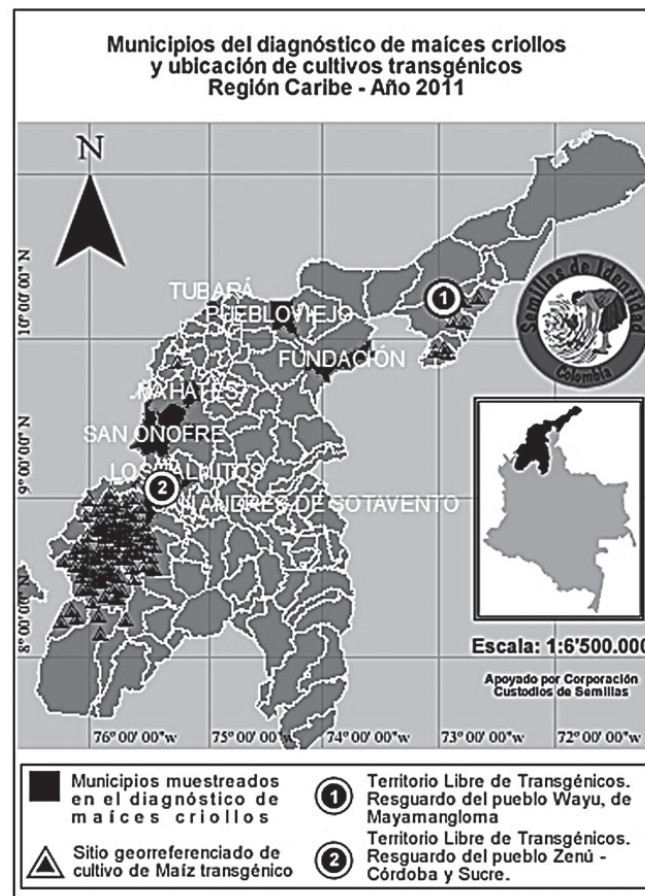 Municipios del diagnóstico de maíces criollos
y ubicación de cultivos transgénicos
Región Caribe - Año 2011
N
TUBARÁ
PUEBLOVIEJO
FUNDACIÓN
MAHATES
SAN ONOFRE
LOS PALMITOS
SAN ANDRES DE SOTAVENTO
1
2
10° 00' 00" N
9° 00' 00" N
8° 00' 00" N
76° 00' 00"w
75° 00' 00"w
74° 00' 00"w
73° 00' 00"w
72° 00' 00"w
Semillas de Identidad
Colombia
Escala: 1:6'500.000
Apoyado por Corporación
Custodios de Semillas
Municipios muestreados
en el diagnóstico de
maíces criollos
Sitio georreferenciado de
cultivo de Maíz transgénico
1
Territorio Libre de Transgénicos.
Resguardo del pueblo Wayu, de
Mayamangloma
2
Territorio Libre de Transgénicos.
Resguardo del pueblo Zenú -
Córdoba y Sucre.